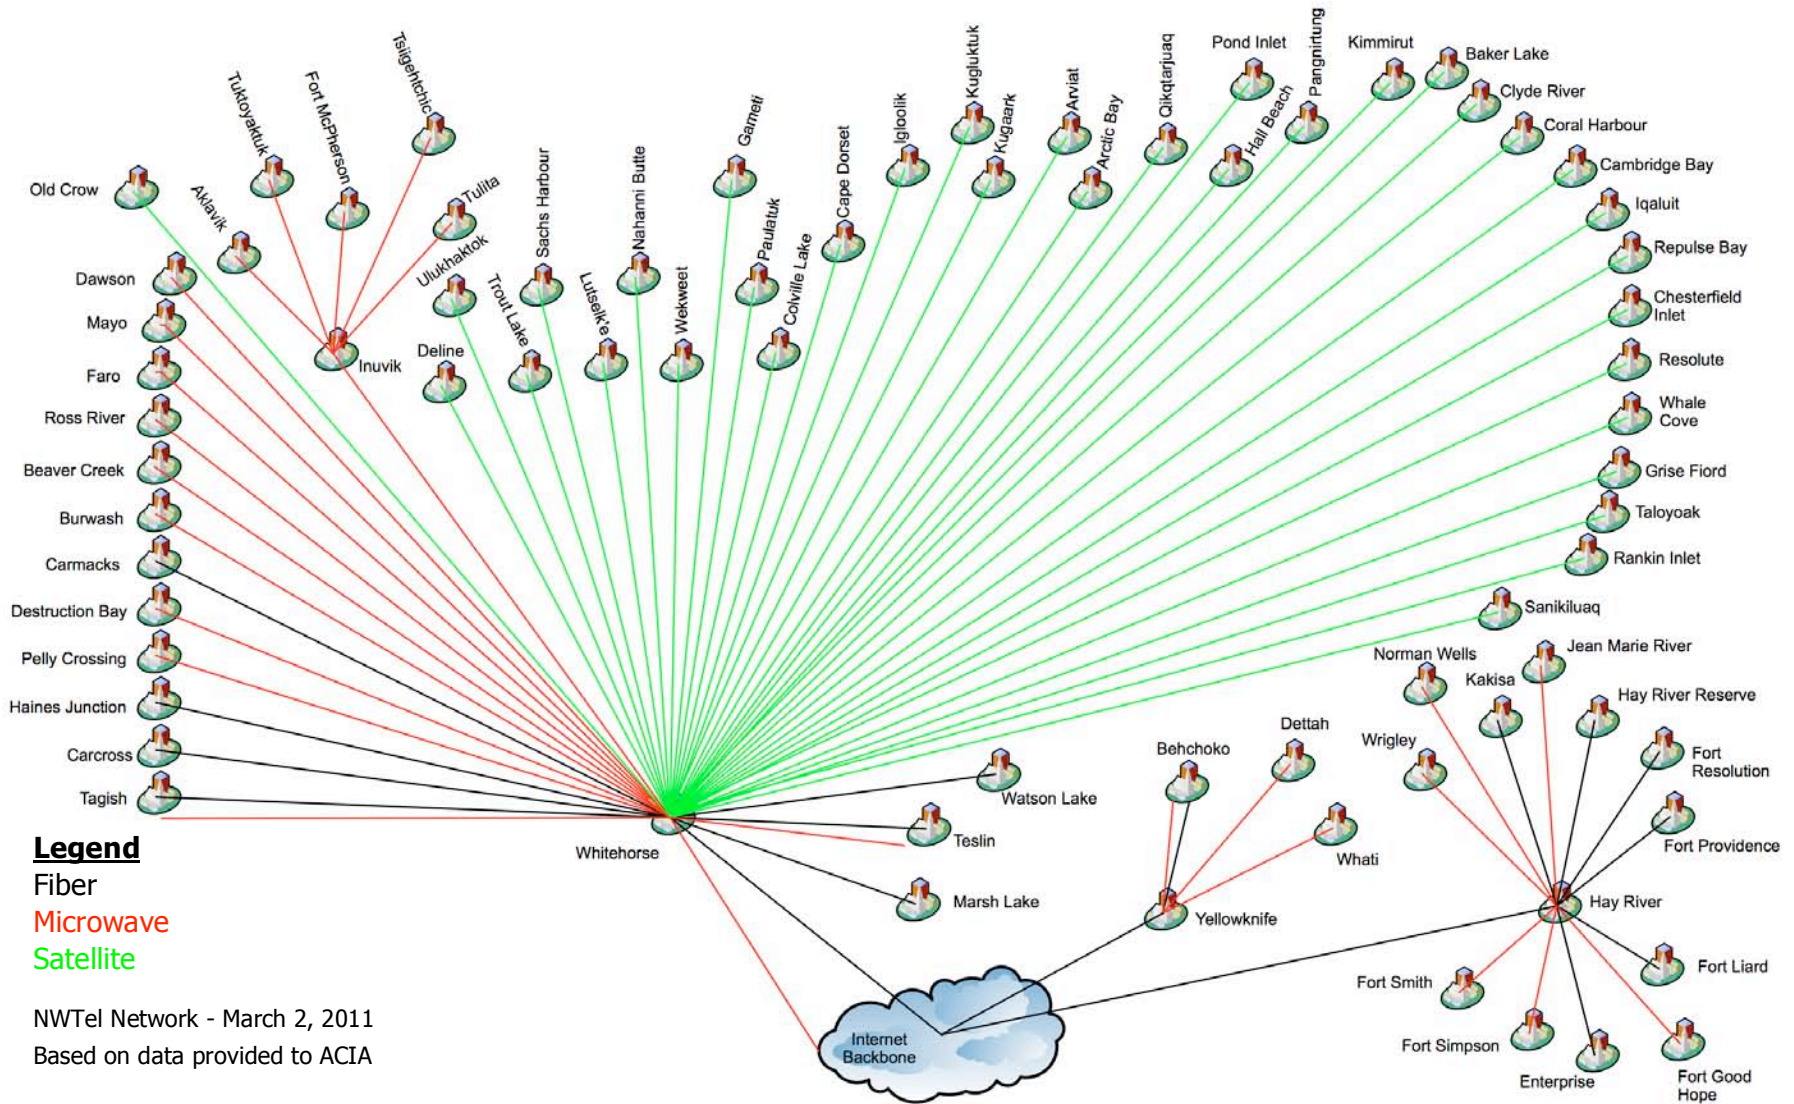 Old Crow
Aklavik
Tuktoyaktuk
Fort McPherson
Tsiigehtchic
Tulita
Inuvik
Ulukhaktok
Deline
Trout Lake
Sachs Harbour
Lutselk'e
Nahanni Butte
Wekweet
Gameti
Paulatuk
Colville Lake
Cape Dorset
Igloolik
Kugluktuk
Kugaark
Arviat
Arctic Bay
Qikqtarjuaq
Pond Inlet
Hall Beach
Pangnirtung
Kimmirut
Baker Lake
Clyde River
Coral Harbour
Cambridge Bay
Iqaluit
Repulse Bay
Chesterfield
Inlet
Resolute
Whale
Cove
Grise Fiord
Taloyoak
Rankin Inlet
Sanikiluaq
Dawson
Mayo
Faro
Ross River
Beaver Creek
Burwash
Carmacks
Destruction Bay
Pelly Crossing
Haines Junction
Carcross
Tagish
Whitehorse
Watson Lake
Teslin
Marsh Lake
Behchoko
Dettah
Whati
Yellowknife
Norman Wells
Jean Marie River
Kakisa
Hay River Reserve
Wrigley
Fort
Resolution
Fort Providence
Hay River
Fort Liard
Fort Smith
Fort Simpson
Enterprise
Fort Good
Hope
Internet
Backbone
Legend
Fiber
Microwave
Satellite
NWTel Network - March 2, 2011
Based on data provided to ACIA